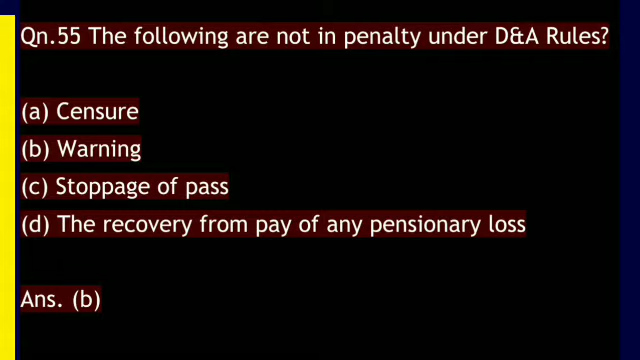 Qn.55 The following are not in penalty under D&A Rules?
(a) Censure
(b) Warning
(c) Stoppage of pass
(d) The recovery from pay of any pensionary loss
Ans. (b)